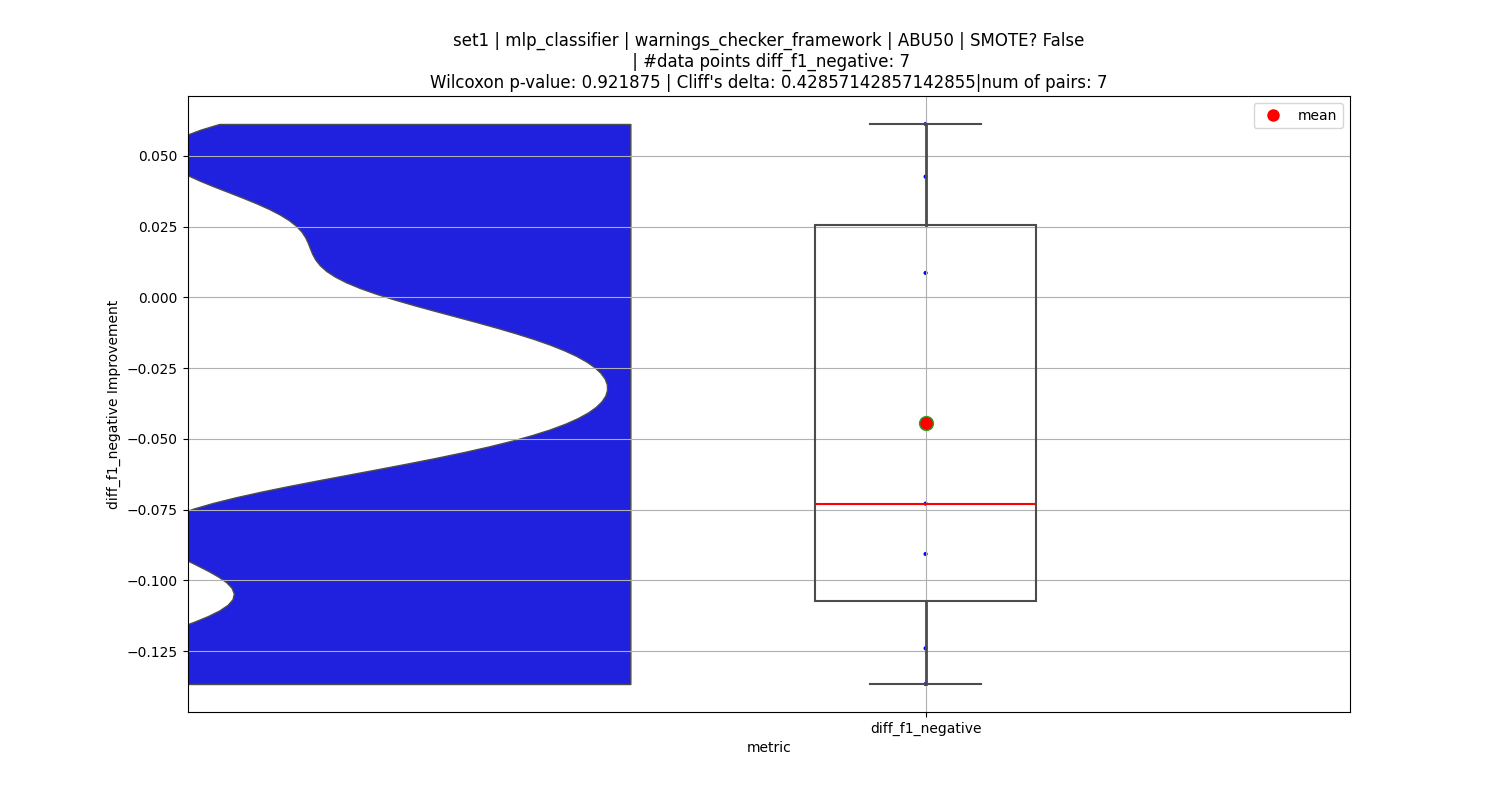 set1 | mlp_classifier | warnings_checker_framework | ABU50 | SMOTE? False
| #data points diff_f1_negative: 7
Wilcoxon p-value: 0.921875 | Cliff's delta: 0.42857142857142855|num of pairs: 7
mean
0.050
0.025
0.000
−0.025
−0.050
−0.075
−0.100
−0.125
diff_f1_negative Improvement
diff_f1_negative
metric